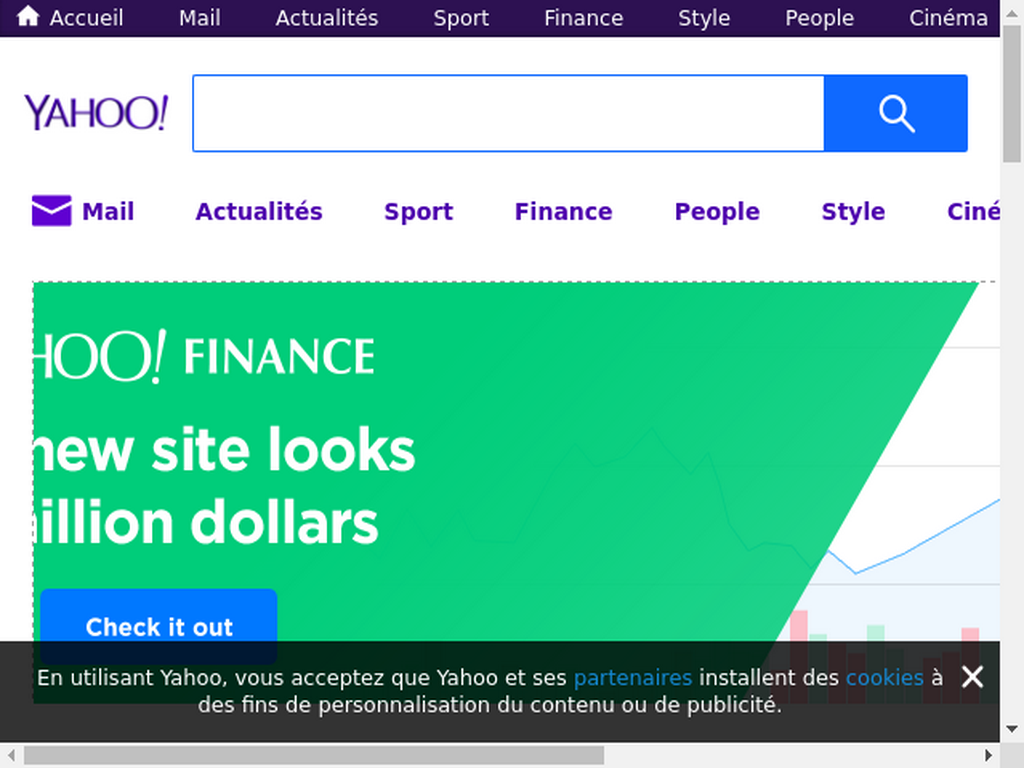 Accueil Mail Actualités Sport Finance Style People Cinéma
YAHOO!
Mail Actualités Sport Finance People Style Ciné
HOO! FINANCE
new site looks
illion dollars
Check it out
En utilisant Yahoo, vous acceptez que Yahoo et ses partenaires installent des cookies à
des fins de personnalisation du contenu ou de publicité.